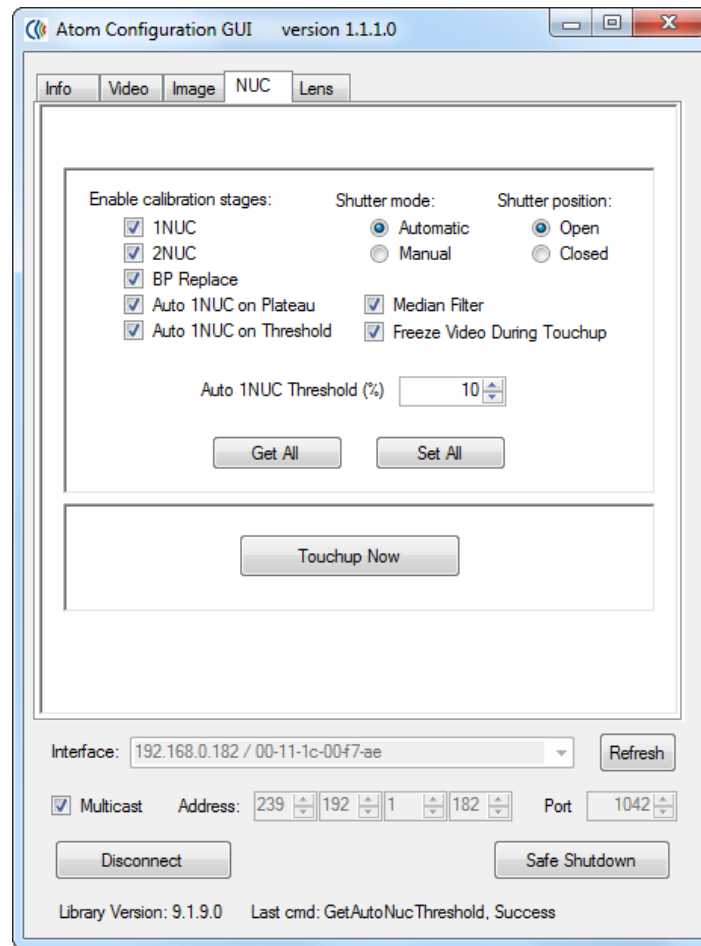 Atom Configuration GUI version 1.1.1.0
Info Video Image NUC Lens
Enable calibration stages: Shutter mode: Shutter position:
1NUC Automatic Open
2NUC Manual Closed
BP Replace
Auto 1NUC on Plateau Median Filter
Auto 1NUC on Threshold Freeze Video During Touchup
Auto 1NUC Threshold (%) 10
Get All Set All
Touchup Now
Interface: 192.168.0.182 / 00-11-1c-00-f7-ae Refresh
Multicast Address: 239 192 1 182 Port 1042
Disconnect Safe Shutdown
Library Version: 9.1.9.0 Last cmd: GetAutoNucThreshold, Success